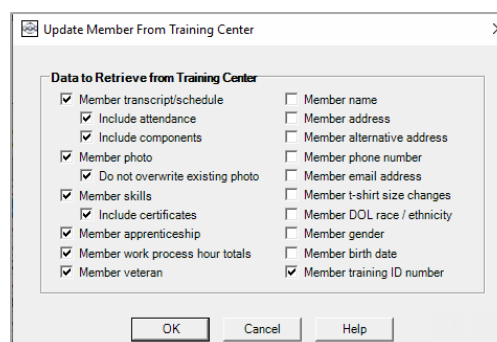 Update Member From Training Center
Data to Retrieve from Training Center
Member transcript/schedule
Include attendance
Include components
Member photo
Do not overwrite existing photo
Member skills
Include certificates
Member apprenticeship
Member work process hour totals
Member veteran
Member name
Member address
Member alternative address
Member phone number
Member email address
Member t-shirt size changes
Member DOL race / ethnicity
Member gender
Member birth date
Member training ID number
OK
Cancel
Help